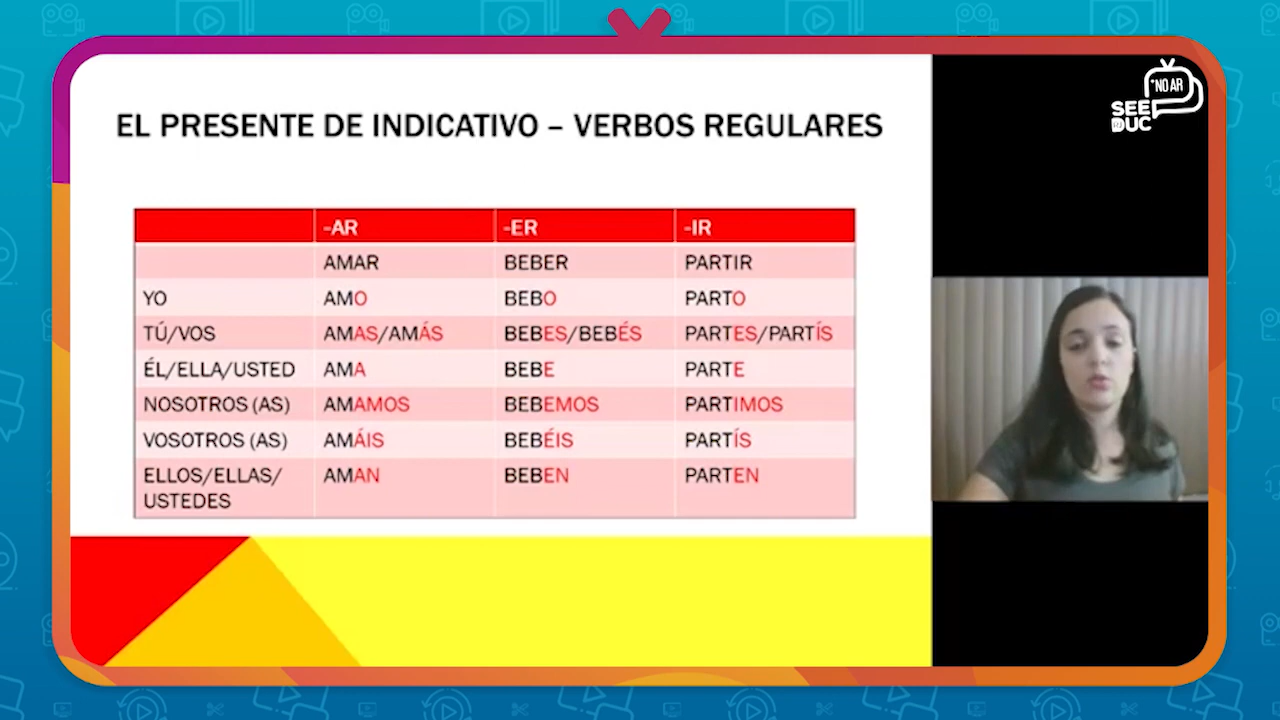 EL PRESENTE DE INDICATIVO – VERBOS REGULARES
-AR -ER -IR
AMAR BEBER PARTIR
YO AMO BEBO PARTO
TÚ/VOS AMAS/AMÁS BEBES/BEBÉS PARTES/PARTÍS
ÉL/ELLA/USTED AMA BEBE PARTE
NOSOTROS (AS) AMAMOS BEBEMOS PARTIMOS
VOSOTROS (AS) AMÁIS BEBÉIS PARTÍS
ELLOS/ELLAS/ AMAN BEBEN PARTEN
USTEDES
NO AR
SEE
DUC